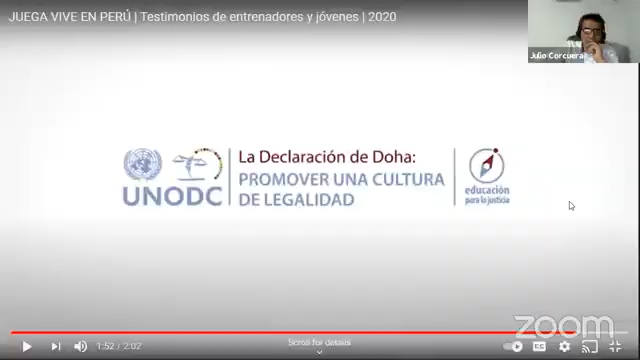 JUEGA VIVE EN PERÚ | Testimonios de entrenadores y jóvenes | 2020
Julio Corcuera
UNODC
La Declaración de Doha:
PROMOVER UNA CULTURA
DE LEGALIDAD
educación
para la justicia
zoom
1:52 / 2:02
Scroll for details
CC